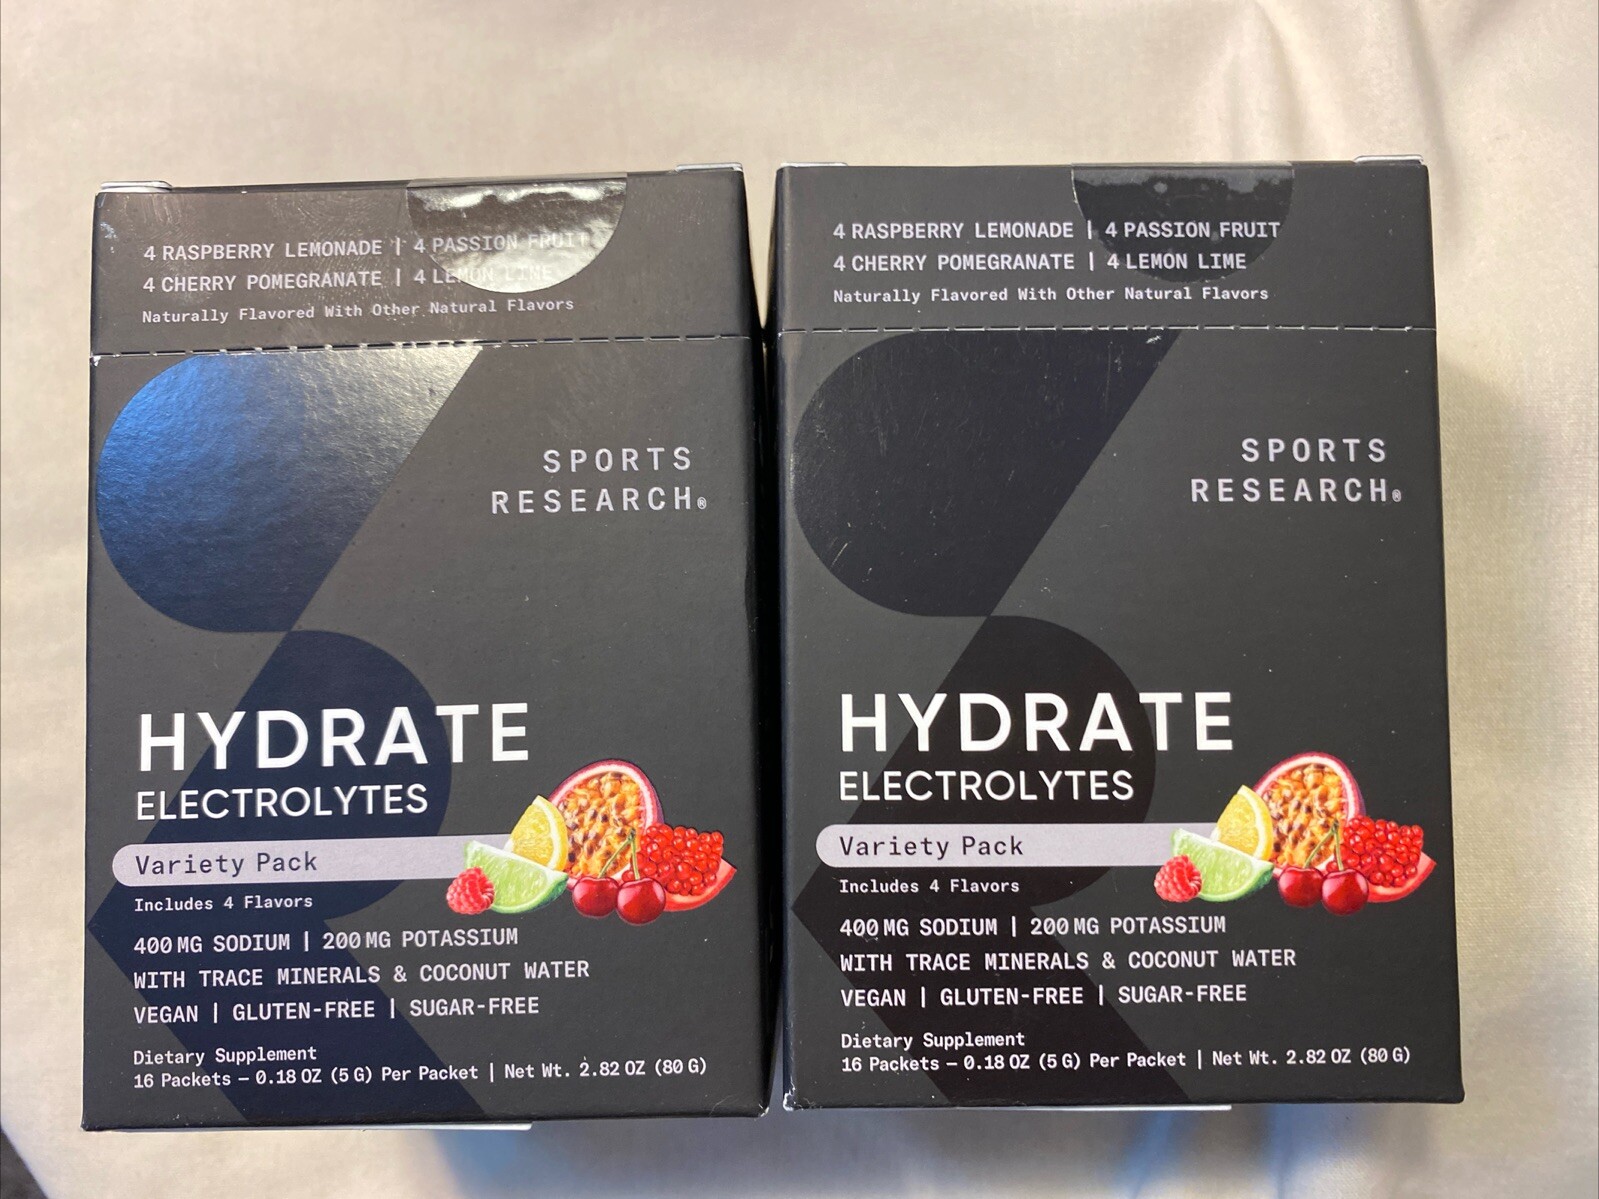 4 RASPBERRY LEMONADE | 4 PASSION FRUIT
4 CHERRY POMEGRANATE | 4 LEMON LIME
Naturally Flavored With Other Natural Flavors
SPORTS
RESEARCH®
HYDRATE
ELECTROLYTES
Variety Pack
Includes 4 Flavors
400 MG SODIUM | 200 MG POTASSIUM
WITH TRACE MINERALS & COCONUT WATER
VEGAN | GLUTEN-FREE | SUGAR-FREE
Dietary Supplement
16 Packets – 0.18 OZ (5 G) Per Packet | Net Wt. 2.82 OZ (80 G)
4 RASPBERRY LEMONADE | 4 PASSION FRUIT
4 CHERRY POMEGRANATE | 4 LEMON LIME
Naturally Flavored With Other Natural Flavors
SPORTS
RESEARCH®
HYDRATE
ELECTROLYTES
Variety Pack
Includes 4 Flavors
400 MG SODIUM | 200 MG POTASSIUM
WITH TRACE MINERALS & COCONUT WATER
VEGAN | GLUTEN-FREE | SUGAR-FREE
Dietary Supplement
16 Packets – 0.18 OZ (5 G) Per Packet | Net Wt. 2.82 OZ (80 G)